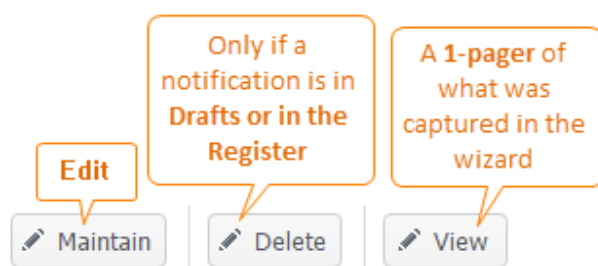 Only if a
notification is in
Drafts or in the
Register
A 1-pager of
what was
captured in the
wizard
Edit
Maintain
Delete
View